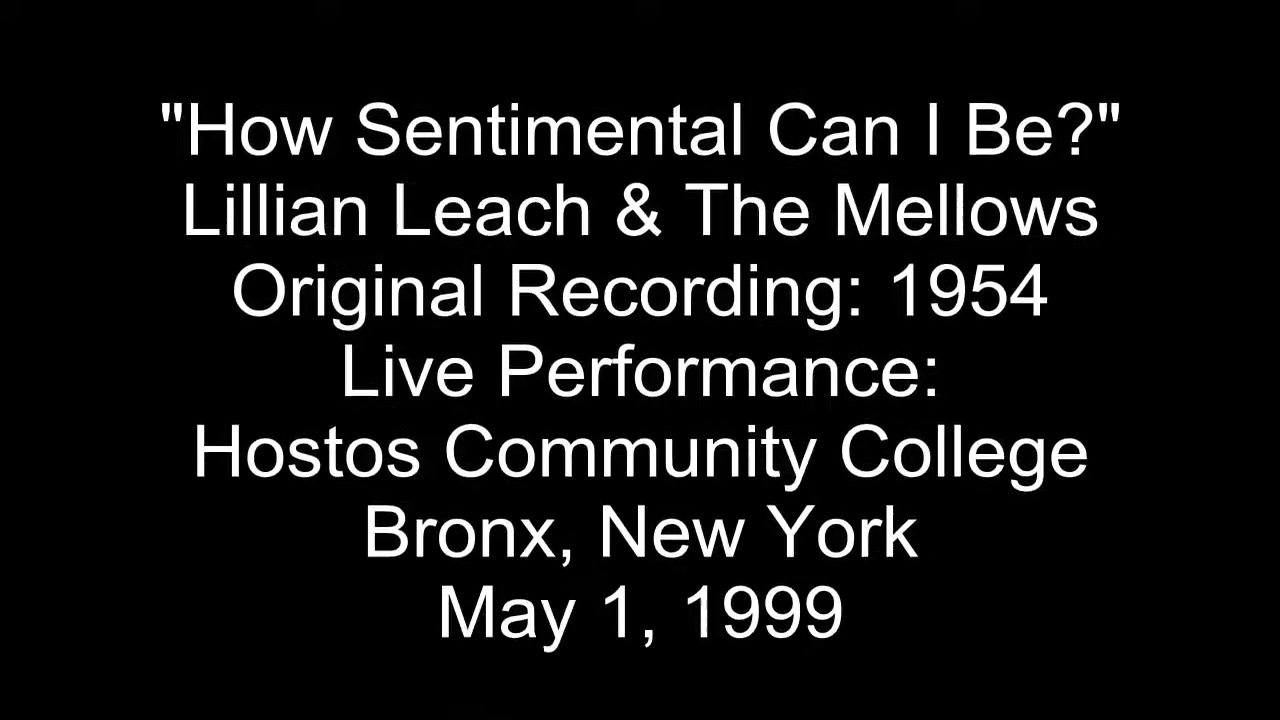 "How Sentimental Can I Be?"
Lillian Leach & The Mellows
Original Recording: 1954
Live Performance:
Hostos Community College
Bronx, New York
May 1, 1999